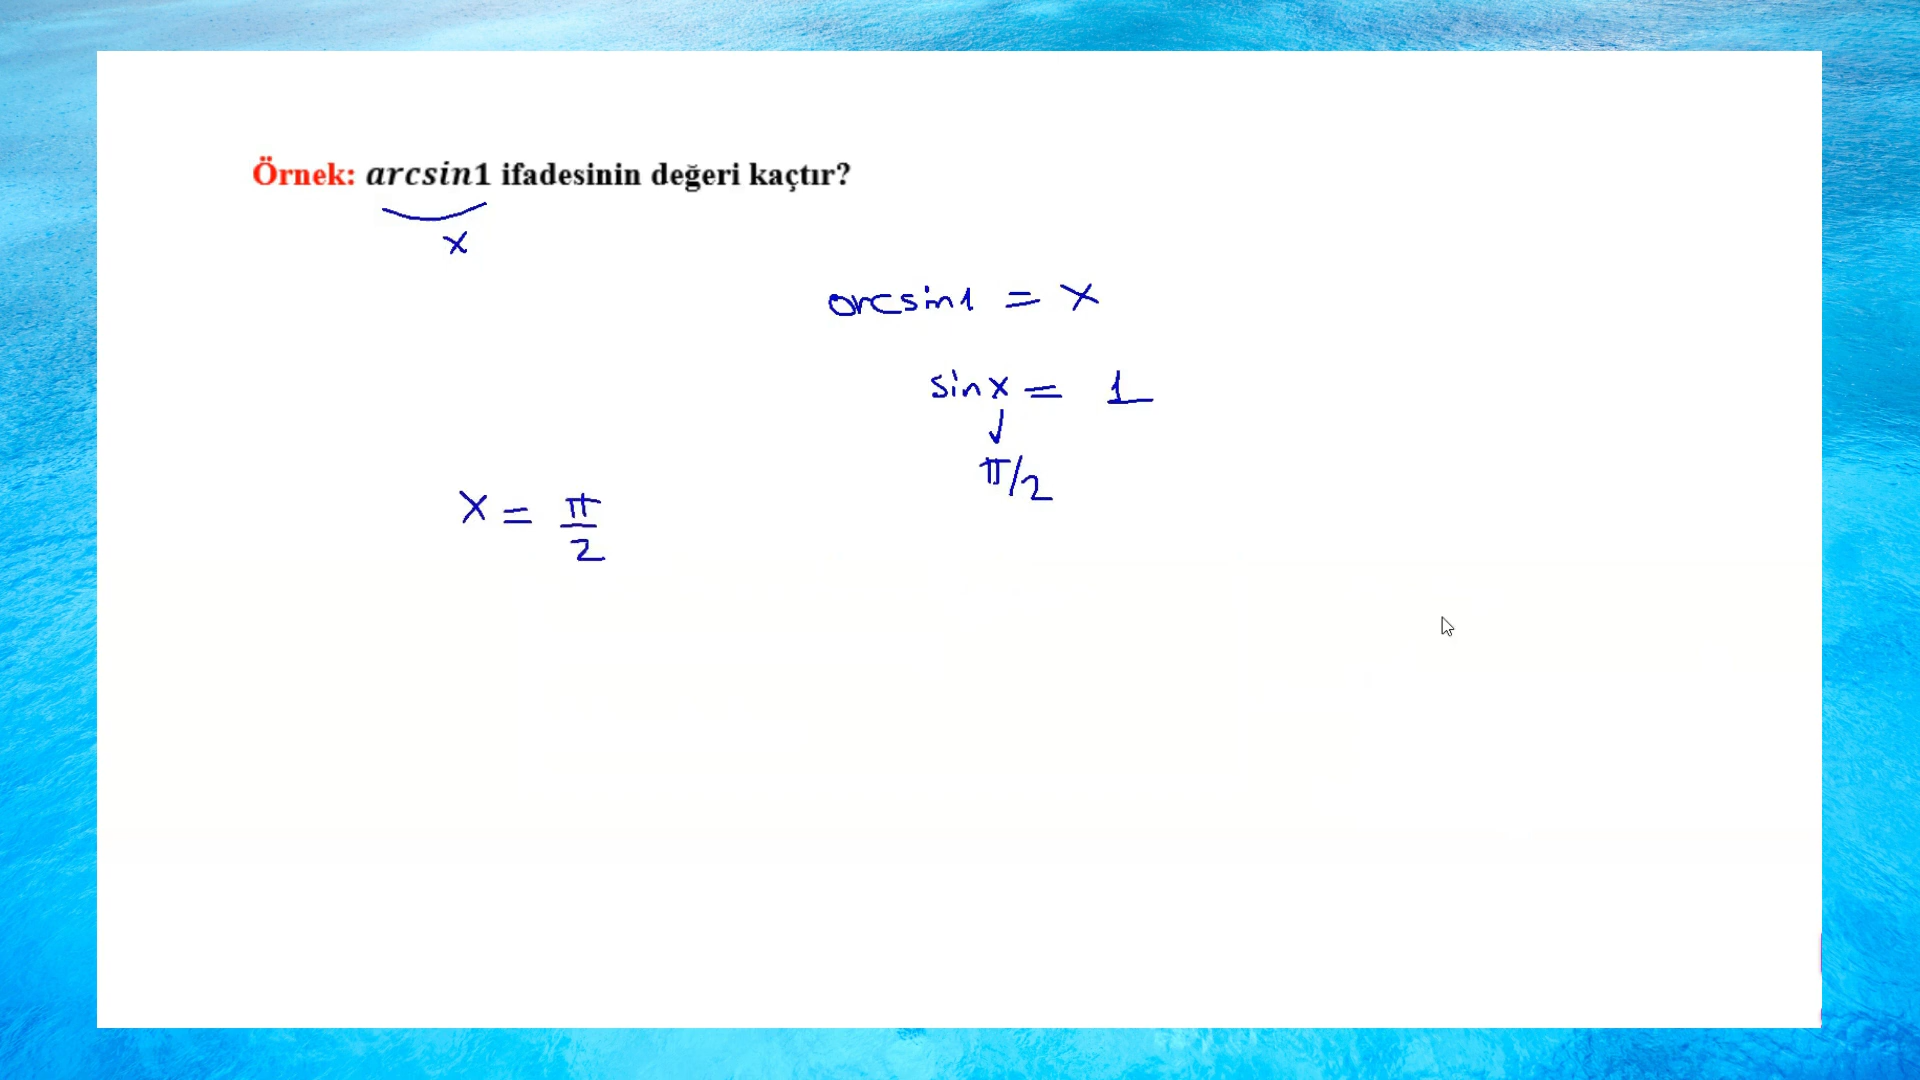 Örnek: arcsin1 ifadesinin değeri kaçtır?
x
arcsin1 = x
sinx = 1
π/2
x = π/2